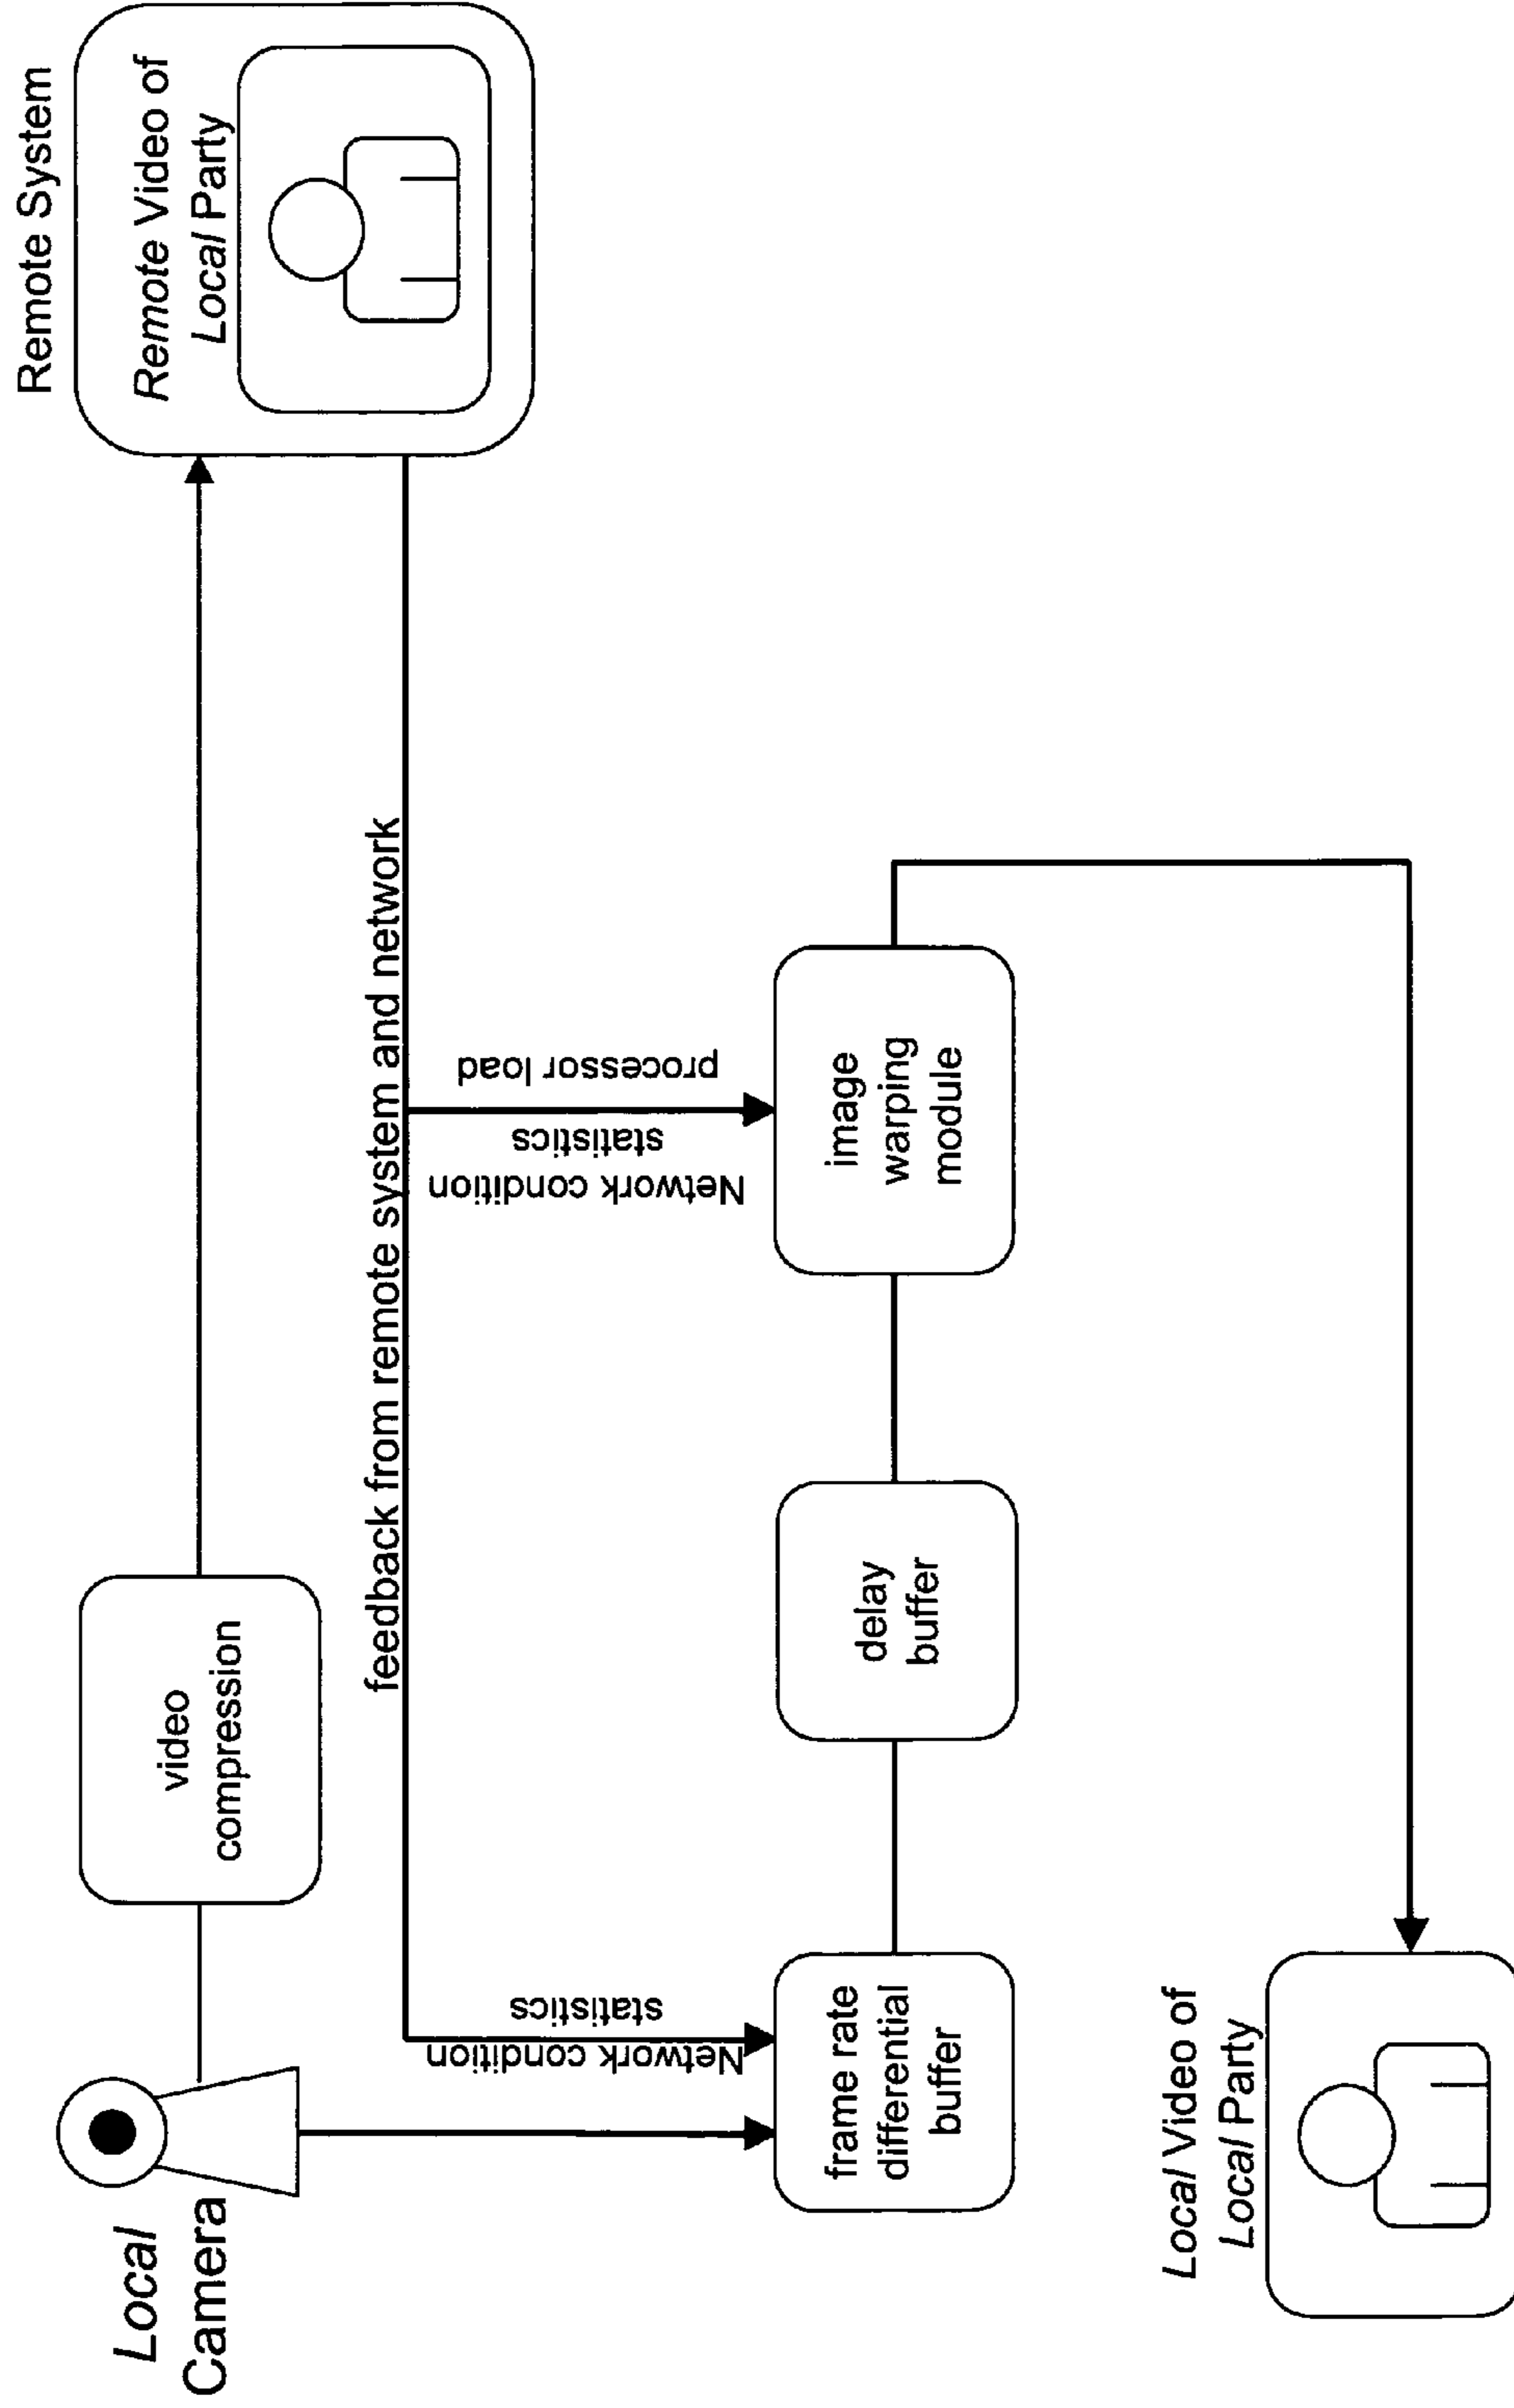 Local
Camera
video
compression
Remote System
Remote Video of
Local Party
feedback from remote system and network
Network condition
statistics
Network condition
statistics
processor load
frame rate
differential
buffer
delay
buffer
image
warping
module
Local Video of
Local Party